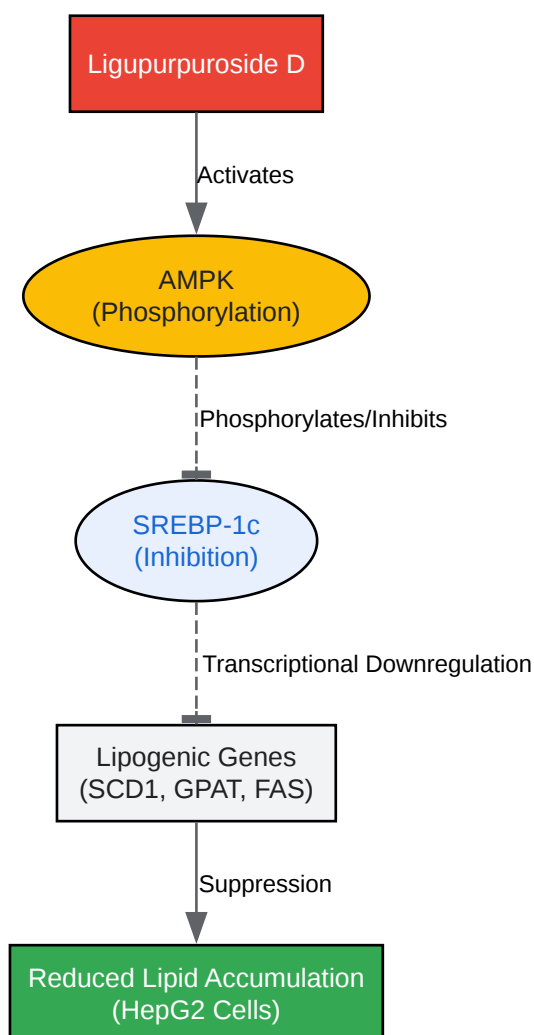 Ligupurpuroside D
Activates
AMPK
(Phosphorylation)
Phosphorylates/Inhibits
SREBP-1c
(Inhibition)
Transcriptional Downregulation
Lipogenic Genes
(SCD1, GPAT, FAS)
Suppression
Reduced Lipid Accumulation
(HepG2 Cells)